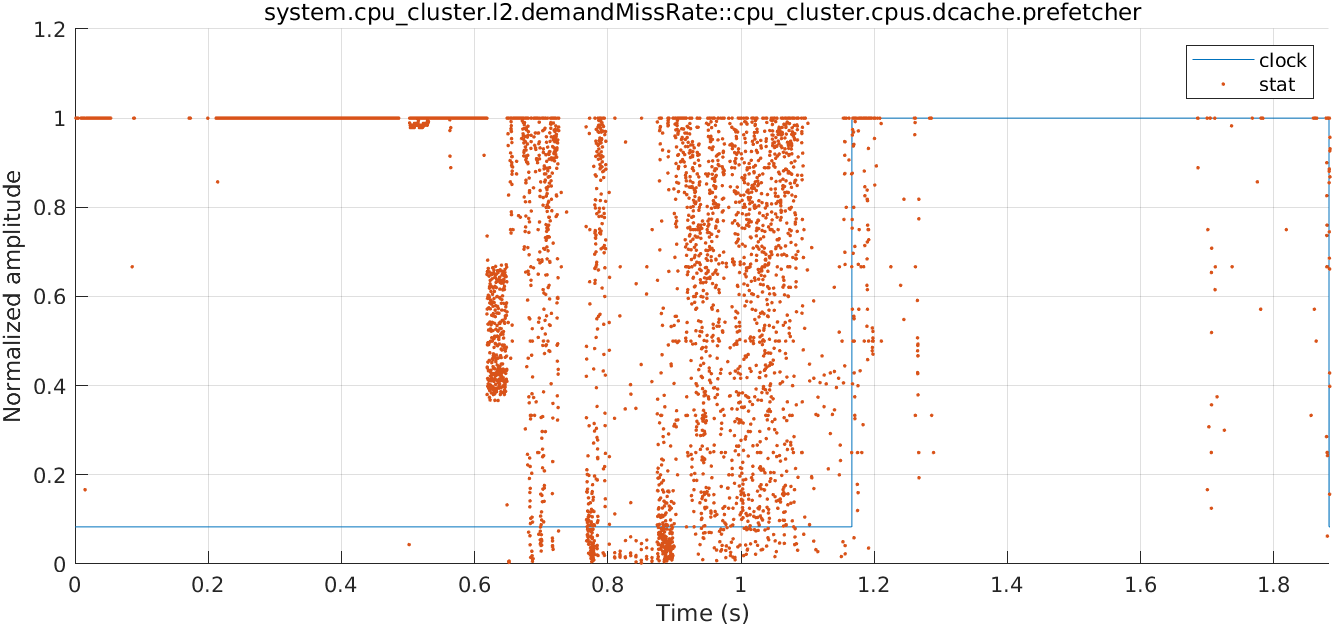 system.cpu_cluster.l2.demandMissRate::cpu_cluster.cpus.dcache.prefetcher
clock
stat
Normalized amplitude
1.2
1
0.8
0.6
0.4
0.2
0
0 0.2 0.4 0.6 0.8 1 1.2 1.4 1.6 1.8
Time (s)